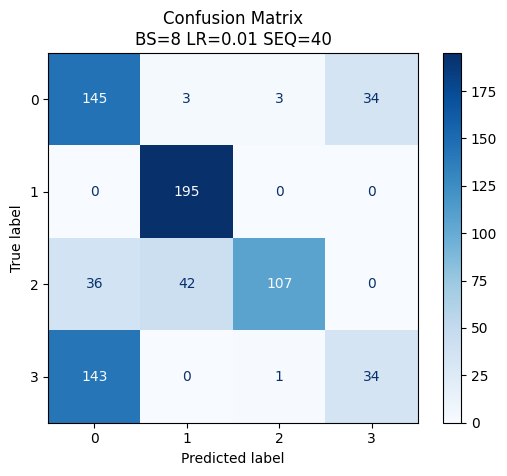 Confusion Matrix
BS=8 LR=0.01 SEQ=40
True label
0 145 3 3 34
1 0 195 0 0
2 36 42 107 0
3 143 0 1 34
0 1 2 3
Predicted label
175
150
125
100
75
50
25
0